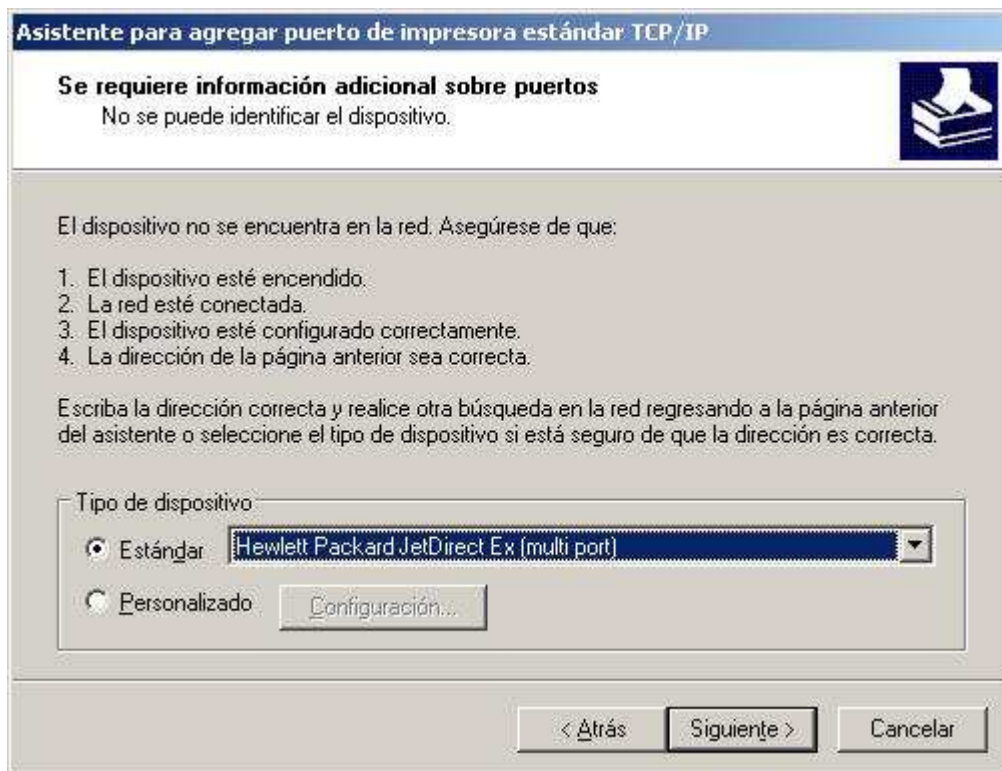 Asistente para agregar puerto de impresora estándar TCP/IP
Se requiere información adicional sobre puertos
No se puede identificar el dispositivo.
El dispositivo no se encuentra en la red. Asegúrese de que:
1. El dispositivo esté encendido.
2. La red esté conectada.
3. El dispositivo esté configurado correctamente.
4. La dirección de la página anterior sea correcta.
Escriba la dirección correcta y realice otra búsqueda en la red regresando a la página anterior
del asistente o seleccione el tipo de dispositivo si está seguro de que la dirección es correcta.
Tipo de dispositivo
Estándar Hewlett Packard JetDirect Ex (multi port)
Personalizado Configuración...
< Atrás Siguiente > Cancelar